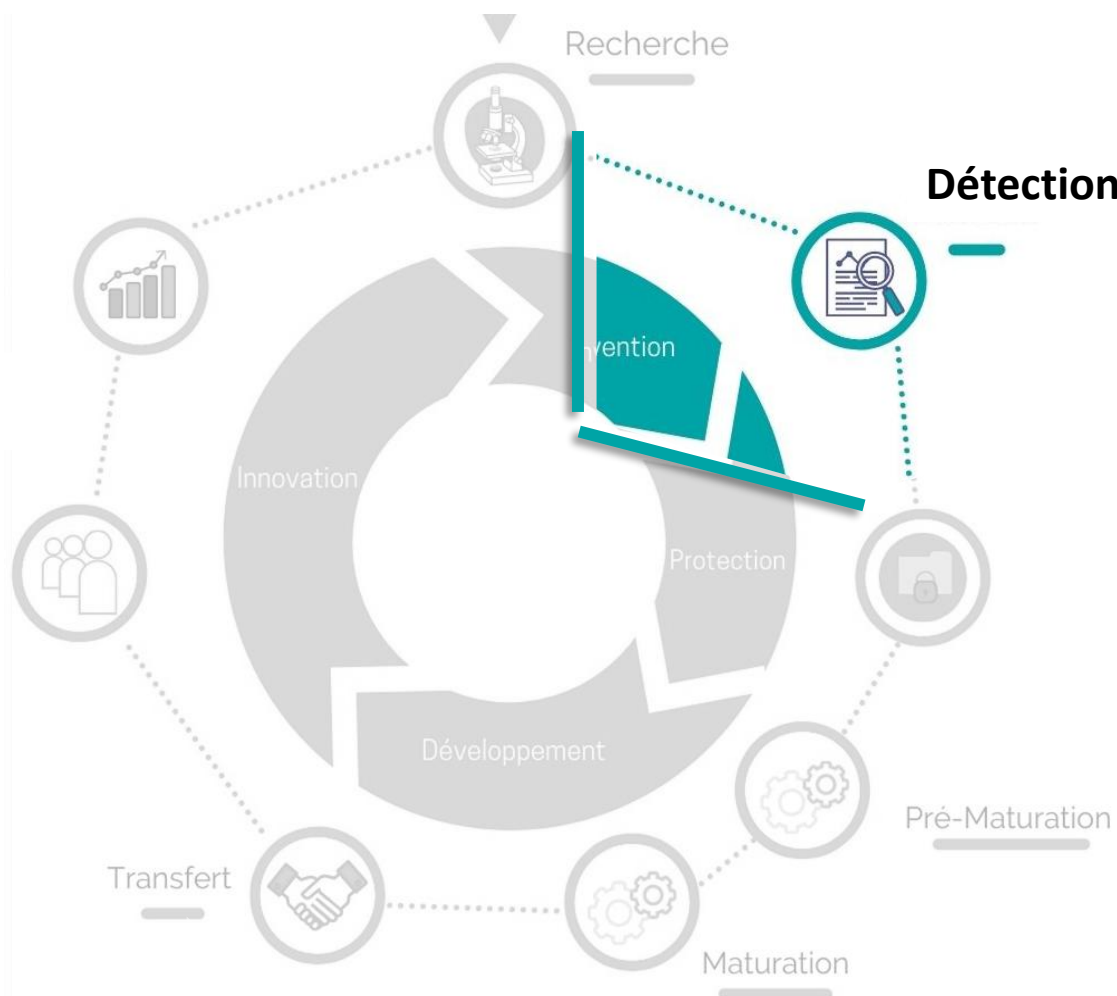 Recherche
Détection
vention
Innovation
Protection
Développement
Pré-Maturation
Transfert
Maturation